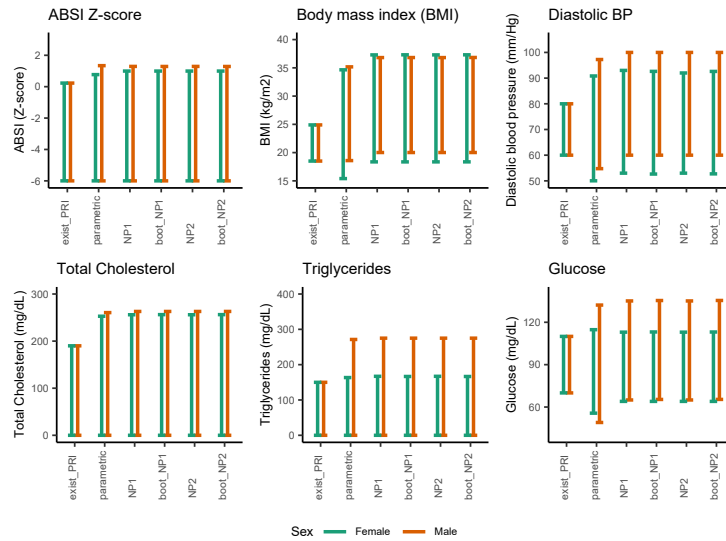 ABSI Z-score
Body mass index (BMI)
Diastolic BP
ABSI (Z-score)
2
0
-2
-4
-6
exist_PRI
parametric
NP1
boot_NP1
NP2
boot_NP2
BMI (kg/m2)
40
35
30
25
20
15
exist_PRI
parametric
NP1
boot_NP1
NP2
boot_NP2
Diastolic blood pressure (mm/Hg)
100
90
80
70
60
50
exist_PRI
parametric
NP1
boot_NP1
NP2
boot_NP2
Total Cholesterol
Triglycerides
Glucose
Total Cholesterol (mg/dL)
300
200
100
0
exist_PRI
parametric
NP1
boot_NP1
NP2
boot_NP2
Triglycerides (mg/dL)
400
300
200
100
0
exist_PRI
parametric
NP1
boot_NP1
NP2
boot_NP2
Glucose (mg/dL)
120
90
60
exist_PRI
parametric
NP1
boot_NP1
NP2
boot_NP2
Sex Female Male